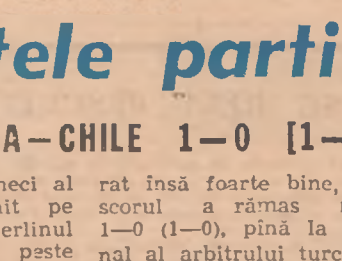 tele parti
A—CHILE 1—0 [1—
neci al
nit pe
erlinul
peste
rat însă foarte bine,
scorul a rămas
1—0 (1—0), pînă la
nal al arbitrului turc